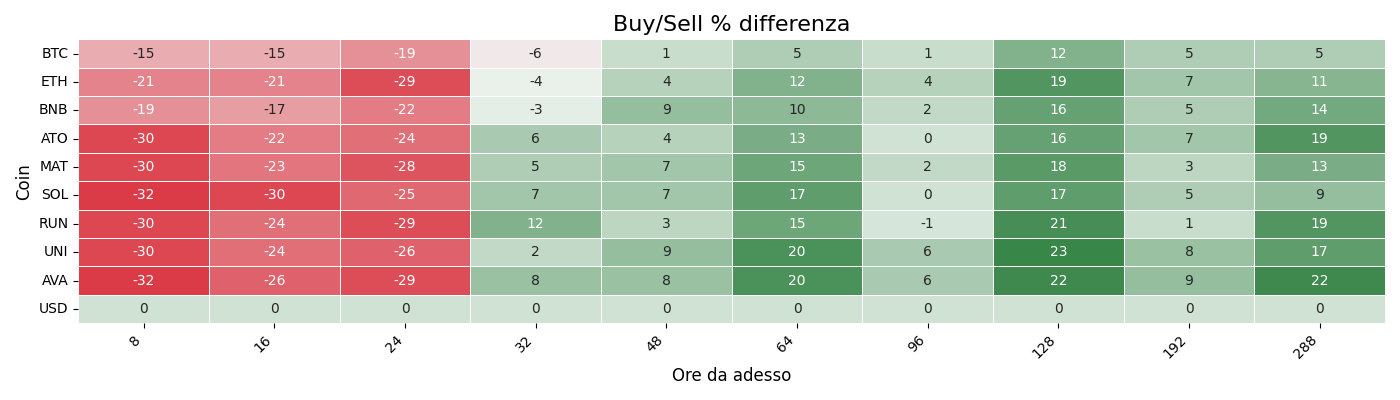 Buy/Sell % differenza
BTC -15 -15 -19 -6 1 5 1 12 5 5
ETH -21 -21 -29 -4 4 12 4 19 7 11
BNB -19 -17 -22 -3 9 10 2 16 5 14
ATO -30 -22 -24 6 4 13 0 16 7 19
MAT -30 -23 -28 5 7 15 2 18 3 13
SOL -32 -30 -25 7 7 17 0 17 5 9
RUN -30 -24 -29 12 3 15 -1 21 1 19
UNI -30 -24 -26 2 9 20 6 23 8 17
AVA -32 -26 -29 8 8 20 6 22 9 22
USD 0 0 0 0 0 0 0 0 0 0
Coin
8 16 24 32 48 64 96 128 192 288
Ore da adesso